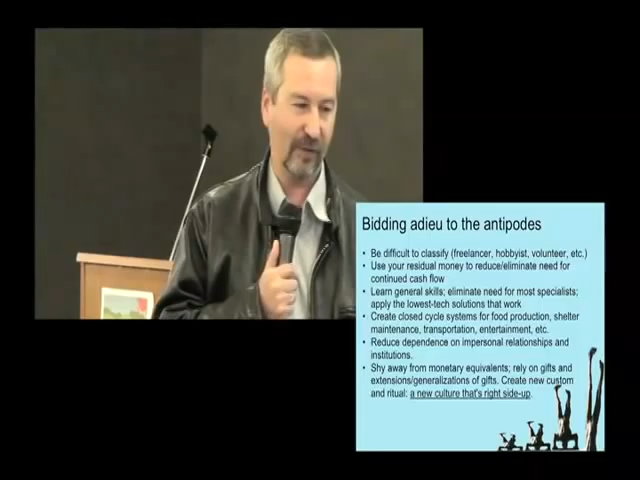 Bidding adieu to the antipodes
• Be difficult to classify (freelancer, hobbyist, volunteer, etc.)
• Use your residual money to reduce/eliminate need for
continued cash flow
• Learn general skills; eliminate need for most specialists;
apply the lowest-tech solutions that work
• Create closed cycle systems for food production, shelter
maintenance, transportation, entertainment, etc.
• Reduce dependence on impersonal relationships and
institutions.
• Shy away from monetary equivalents; rely on gifts and
extensions/generalizations of gifts. Create new custom
and ritual: a new culture that's right side-up.